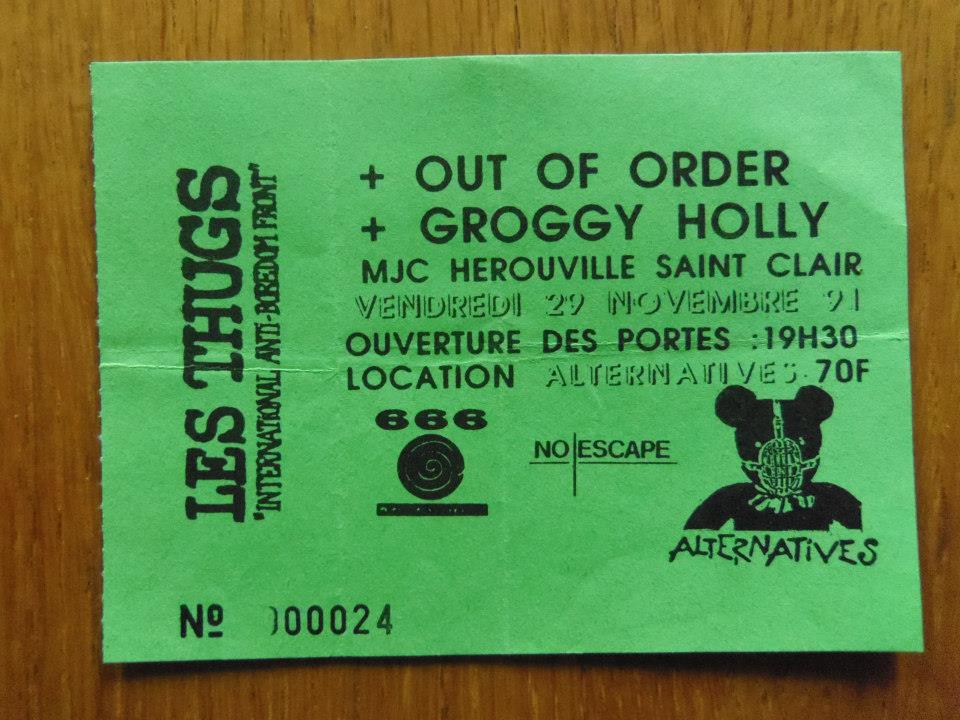 LES THUGS
"INTERNATIONAL ANTI-BOREDOM FRONT"
+ OUT OF ORDER
+ GROGGY HOLLY
MJC HEROUVILLE SAINT CLAIR
VENDREDI 29 NOVEMBRE 91
OUVERTURE DES PORTES :19H30
LOCATION ALTERNATIVES. 70F
666
NO ESCAPE
ALTERNATIVES
Nº 000024